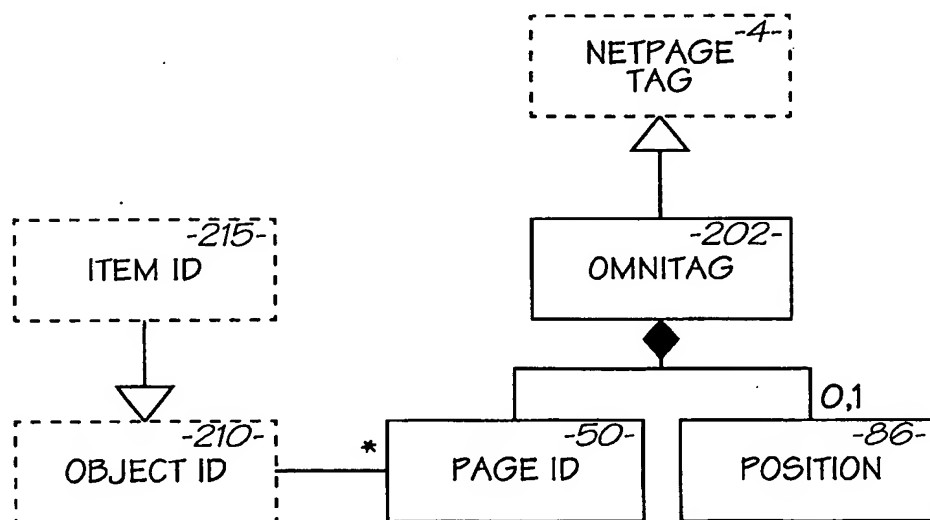 -4-
NETPAGE
TAG
-215-
ITEM ID
-202-
OMNITAG
0,1
-210-
OBJECT ID
*
-50-
PAGE ID
-86-
POSITION